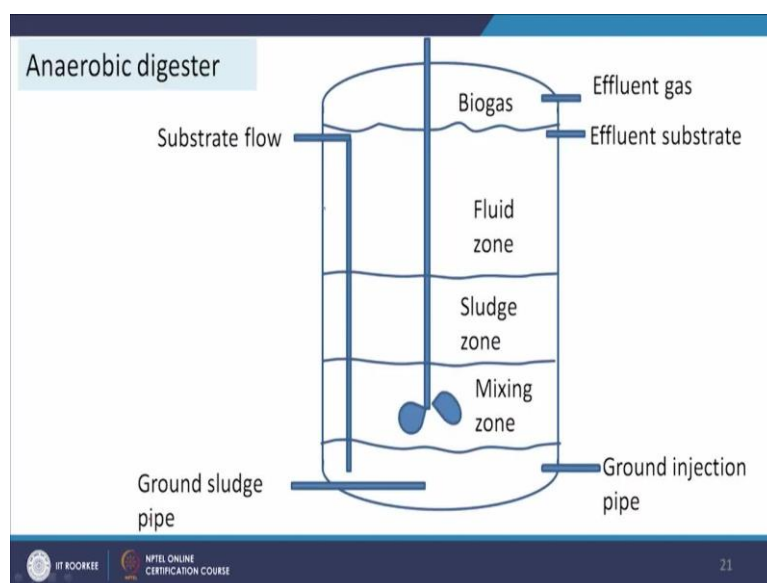 Anaerobic digester
Effluent gas
Biogas
Substrate flow
Effluent substrate
Fluid
zone
Sludge
zone
Mixing
zone
Ground sludge
pipe
Ground injection
pipe
IIT ROORKEE
NPTEL ONLINE
CERTIFICATION COURSE
21